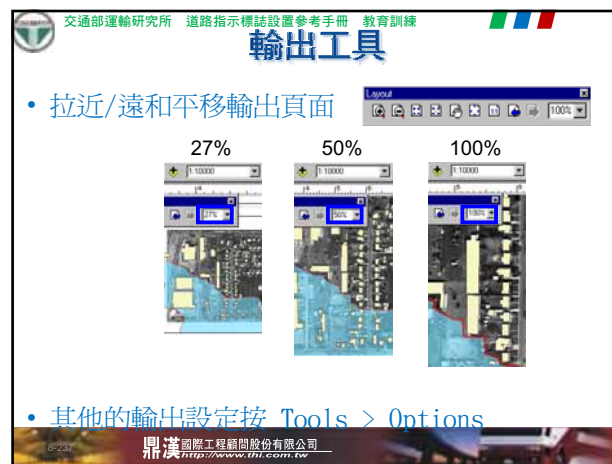 交通部運輸研究所 道路指示標誌設置參考手冊 教育訓練
輸出工具
• 拉近/遠和平移輸出頁面
Layout
100%
27% 50% 100%
1:10000 1:10000 1:10000
27% 50% 100%
• 其他的輸出設定按 Tools > Options
8-237
鼎漢國際工程顧問股份有限公司
http://www.thi.com.tw